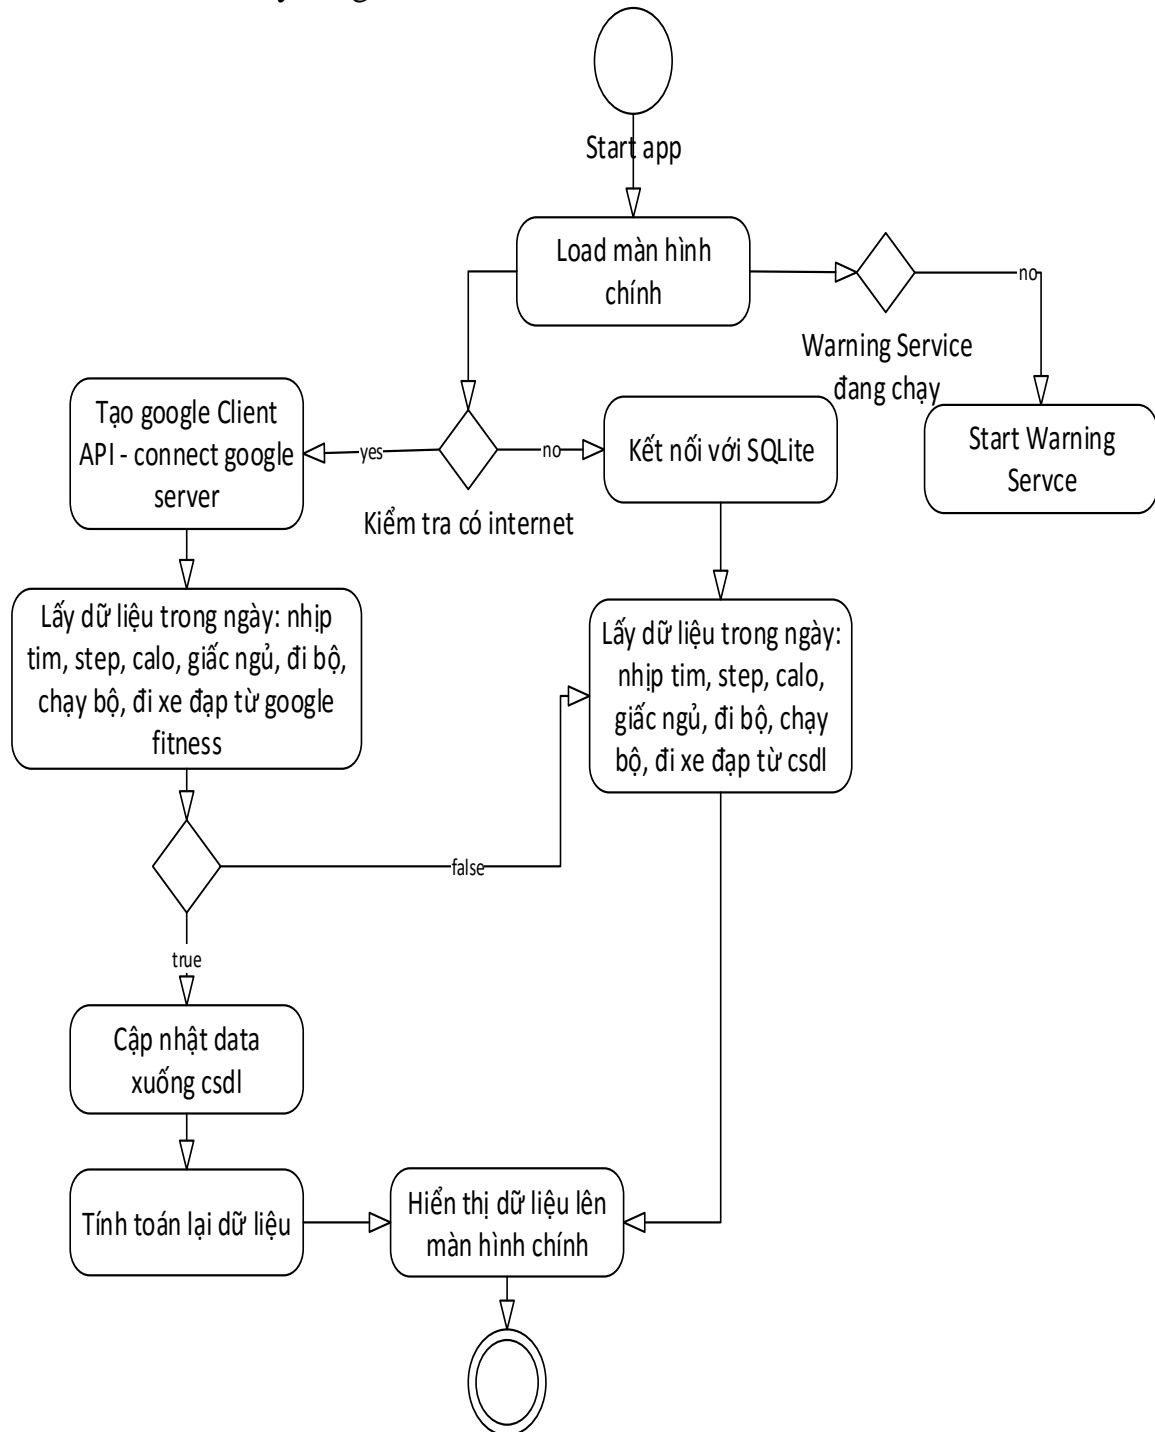 Start app
Load màn hình
chính
no
Warning Service
đang chạy
Tạo google Client
API - connect google
server
yes
no
Kết nối với SQLite
Start Warning
Servce
Kiểm tra có internet
Lấy dữ liệu trong ngày: nhịp
tim, step, calo, giấc ngủ, đi bộ,
chạy bộ, đi xe đạp từ google
fitness
Lấy dữ liệu trong ngày:
nhịp tim, step, calo,
giấc ngủ, đi bộ, chạy
bộ, đi xe đạp từ csdl
false
true
Cập nhật data
xuống csdl
Tính toán lại dữ liệu
Hiển thị dữ liệu lên
màn hình chính